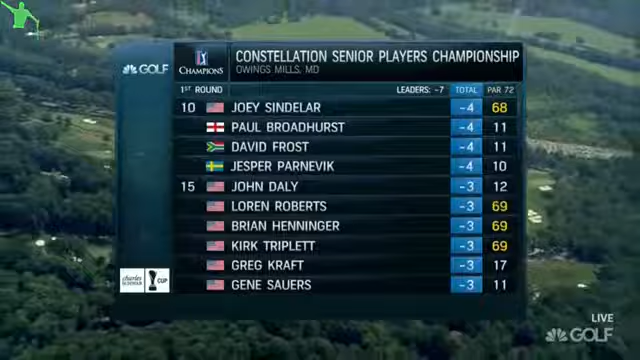 CONSTELLATION SENIOR PLAYERS CHAMPIONSHIP
OWINGS MILLS, MD
GOLF
CHAMPIONS
1ST ROUND LEADERS: -7 TOTAL PAR 72
10 JOEY SINDELAR -4 68
PAUL BROADHURST -4 11
DAVID FROST -4 11
JESPER PARNEVIK -4 10
15 JOHN DALY -3 12
LOREN ROBERTS -3 69
BRIAN HENNINGER -3 69
KIRK TRIPLETT -3 69
GREG KRAFT -3 17
GENE SAUERS -3 11
charles SCHWAB CUP
LIVE
GOLF